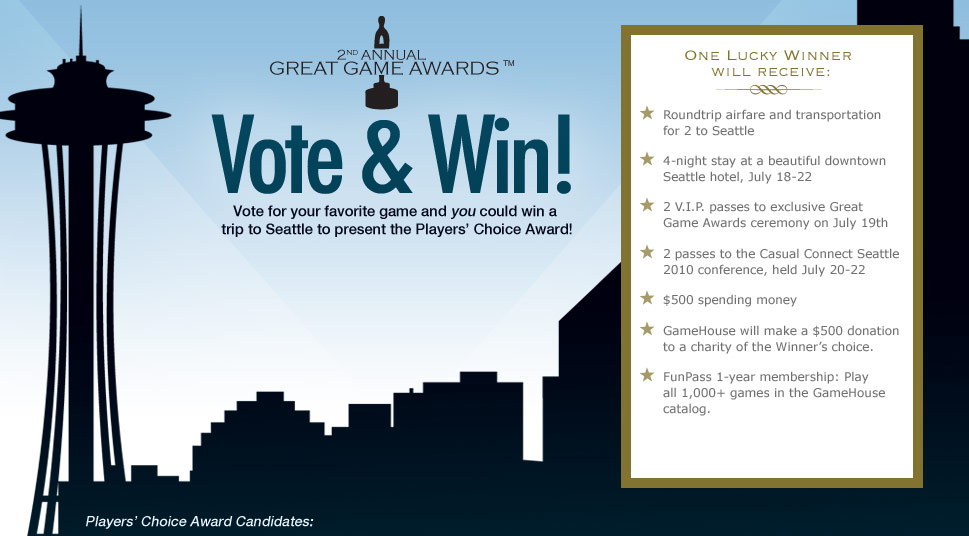 2ND ANNUAL
GREAT GAME AWARDS™
Vote & Win!
Vote for your favorite game and you could win a
trip to Seattle to present the Players’ Choice Award!
ONE LUCKY WINNER
WILL RECEIVE:
Roundtrip airfare and transportation
for 2 to Seattle
4-night stay at a beautiful downtown
Seattle hotel, July 18-22
2 V.I.P. passes to exclusive Great
Game Awards ceremony on July 19th
2 passes to the Casual Connect Seattle
2010 conference, held July 20-22
$500 spending money
GameHouse will make a $500 donation
to a charity of the Winner’s choice.
FunPass 1-year membership: Play
all 1,000+ games in the GameHouse
catalog.
Players’ Choice Award Candidates: